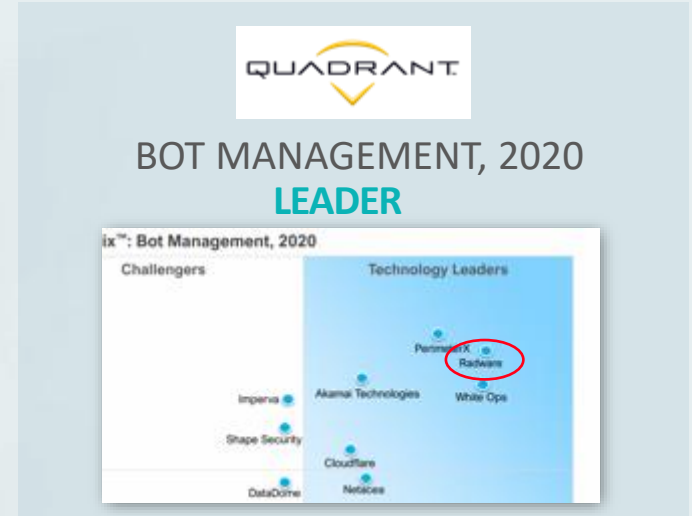 QUADRANT
BOT MANAGEMENT, 2020
LEADER
ix™: Bot Management, 2020
Challengers Technology Leaders
PerimeterX
Radware
Imperva Akamai Technologies White Ops
Shape Security
Cloudflare
DataDome Netacea